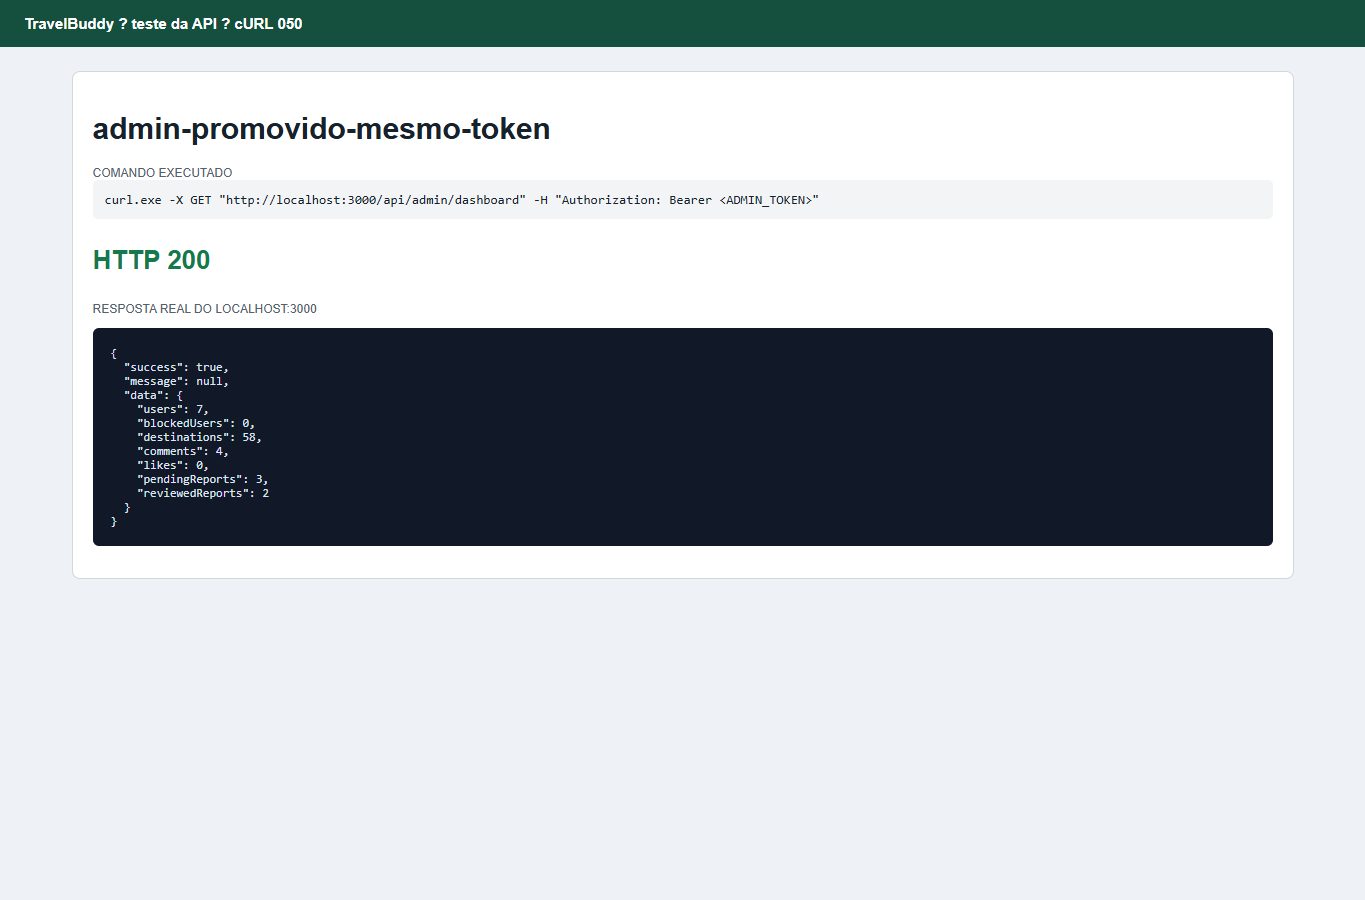 TravelBuddy ? teste da API ? cURL 050
admin-promovido-mesmo-token
COMANDO EXECUTADO
curl.exe -X GET "http://localhost:3000/api/admin/dashboard" -H "Authorization: Bearer <ADMIN_TOKEN>"
HTTP 200
RESPOSTA REAL DO LOCALHOST:3000
{
  "success": true,
  "message": null,
  "data": {
    "users": 7,
    "blockedUsers": 0,
    "destinations": 58,
    "comments": 4,
    "likes": 0,
    "pendingReports": 3,
    "reviewedReports": 2
  }
}